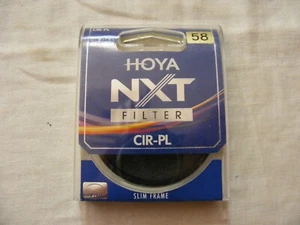 58
HOYA
NXT
FILTER
CIR-PL
SLIM FRAME